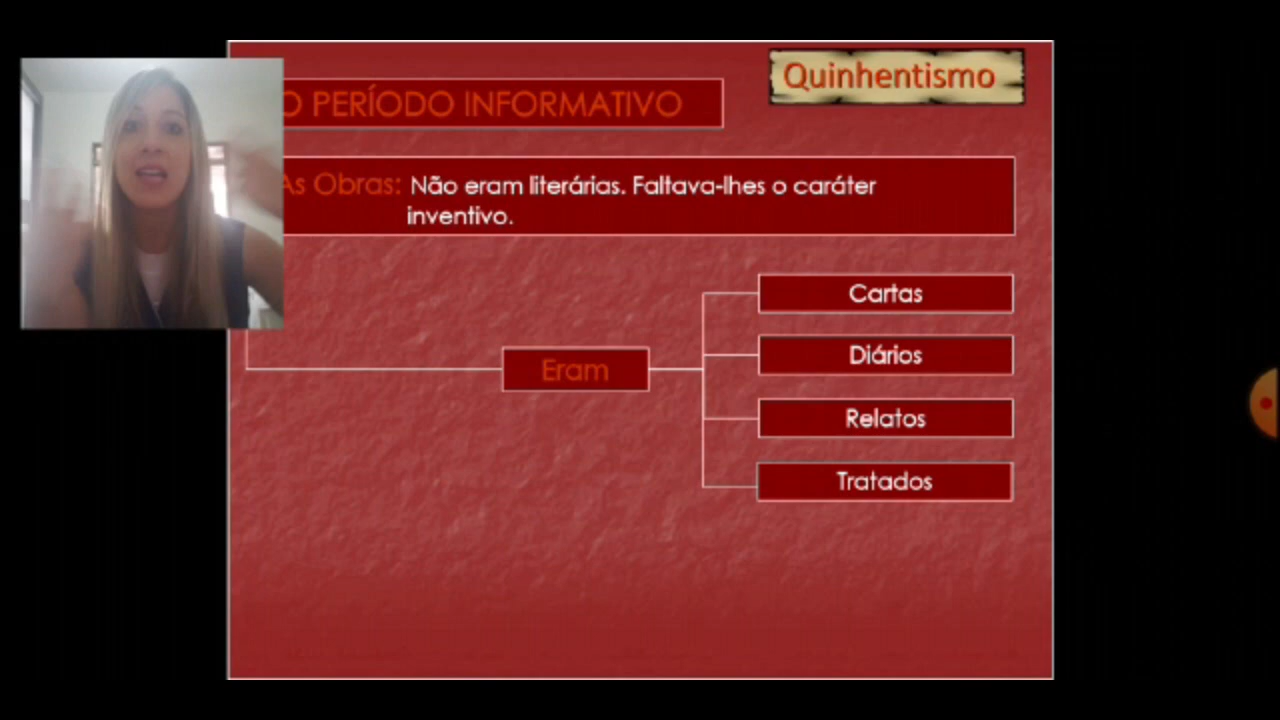 Quinhentismo
O PERÍODO INFORMATIVO
As Obras: Não eram literárias. Faltava-lhes o caráter
inventivo.
Eram
Cartas
Diários
Relatos
Tratados